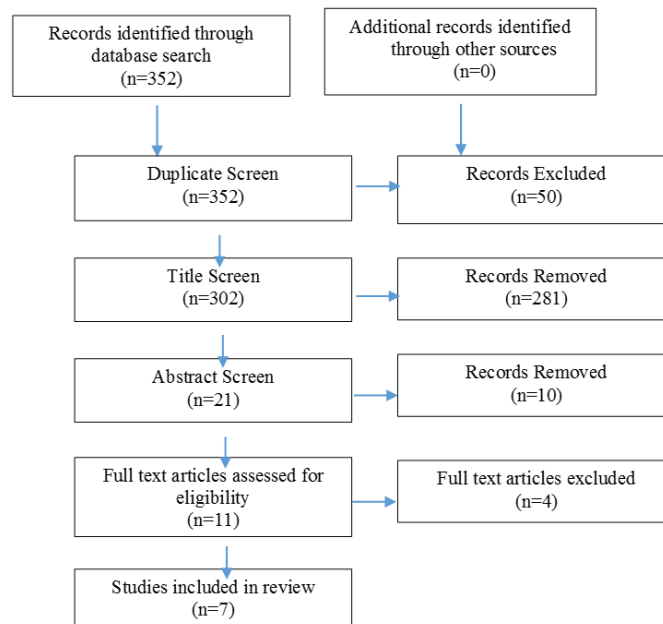 Records identified through
database search
(n=352)
Additional records identified
through other sources
(n=0)
Duplicate Screen
(n=352)
Records Excluded
(n=50)
Title Screen
(n=302)
Records Removed
(n=281)
Abstract Screen
(n=21)
Records Removed
(n=10)
Full text articles assessed for
eligibility
(n=11)
Full text articles excluded
(n=4)
Studies included in review
(n=7)